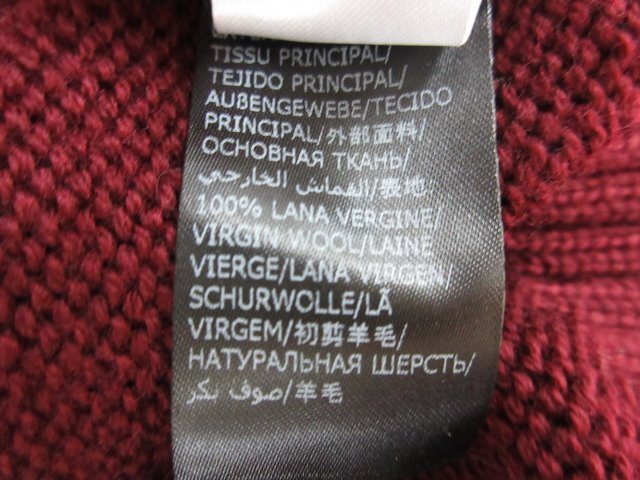 TISSU PRINCIPAL/
TEJIDO PRINCIPAL/
AUßENGEWEBE/TECIDO
PRINCIPAL/外部面料/
ОСНОВНАЯ ТКАНЬ/
القماش الخارجي/表地
100% LANA VERGINE/
VIRGIN WOOL/LAINE
VIERGE/LANA VIRGEN/
SCHURWOLLE/LÃ
VIRGEM/初剪羊毛/
НАТУРАЛЬНАЯ ШЕРСТЬ/
صوف بكر/羊毛